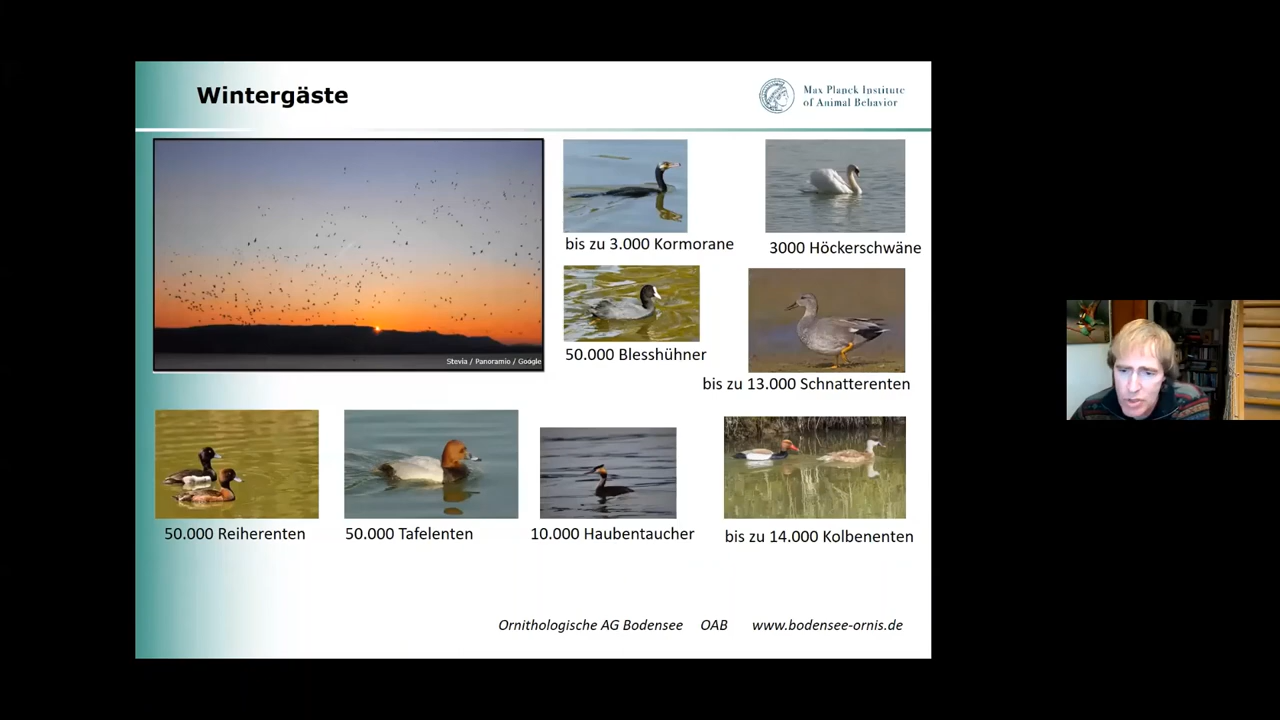 Wintergäste
Max Planck Institute
of Animal Behavior
Stevia / Panoramio / Google
bis zu 3.000 Kormorane
3000 Höckerschwäne
50.000 Blesshühner
bis zu 13.000 Schnatterenten
50.000 Reiherenten
50.000 Tafelenten
10.000 Haubentaucher
bis zu 14.000 Kolbenenten
Ornithologische AG Bodensee OAB www.bodensee-ornis.de